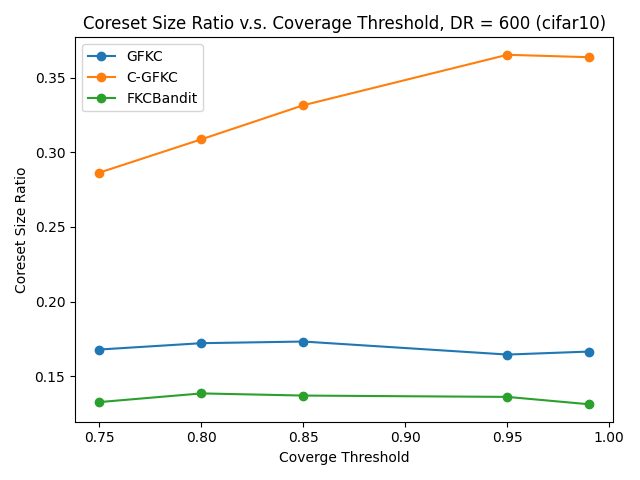 Coreset Size Ratio v.s. Coverage Threshold, DR = 600 (cifar10)
GFKC
C-GFKC
FKCBandit
Coreset Size Ratio
0.35
0.30
0.25
0.20
0.15
0.75 0.80 0.85 0.90 0.95 1.00
Coverge Threshold